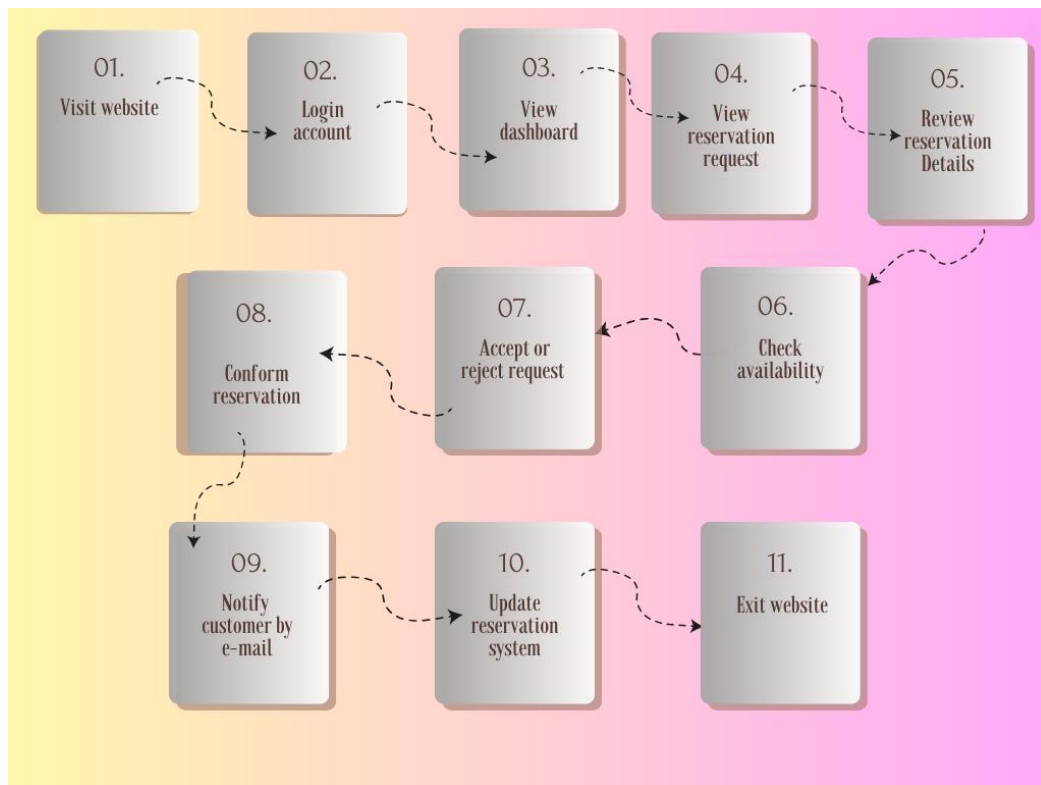 01.
Visit website
02.
Login
account
03.
View
dashboard
04.
View
reservation
request
05.
Review
reservation
Details
06.
Check
availability
07.
Accept or
reject request
08.
Conform
reservation
09.
Notify
customer by
e-mail
10.
Update
reservation
system
11.
Exit website